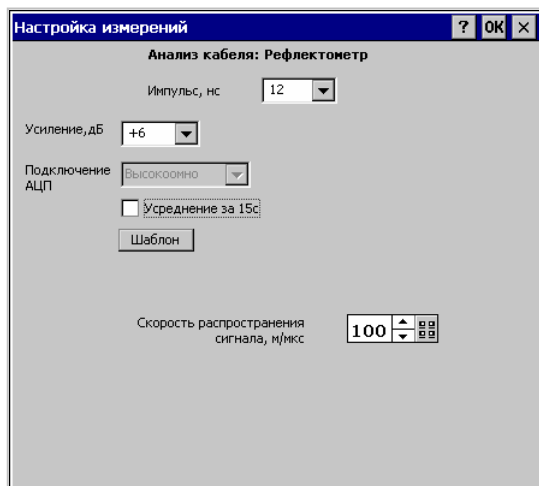 Настройка измерений ? OK ×
Анализ кабеля: Рефлектометр
Импульс, нс 12
Усиление,дБ +6
Подключение АЦП Высокоомно
Усреднение за 15с
Шаблон
Скорость распространения
сигнала, м/мкс 100